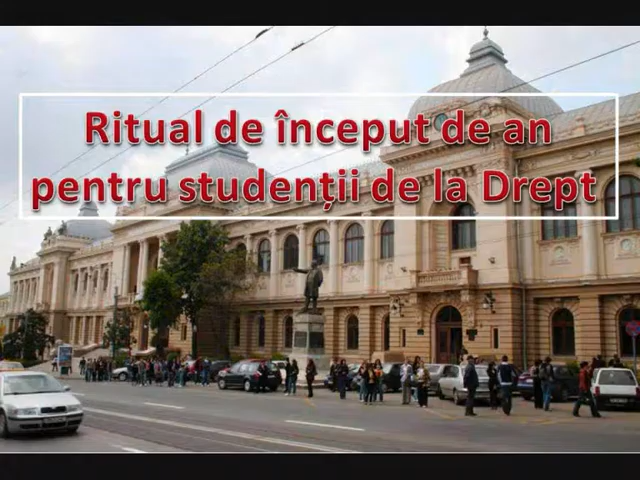 Ritual de început de an
pentru studenții de la Drept